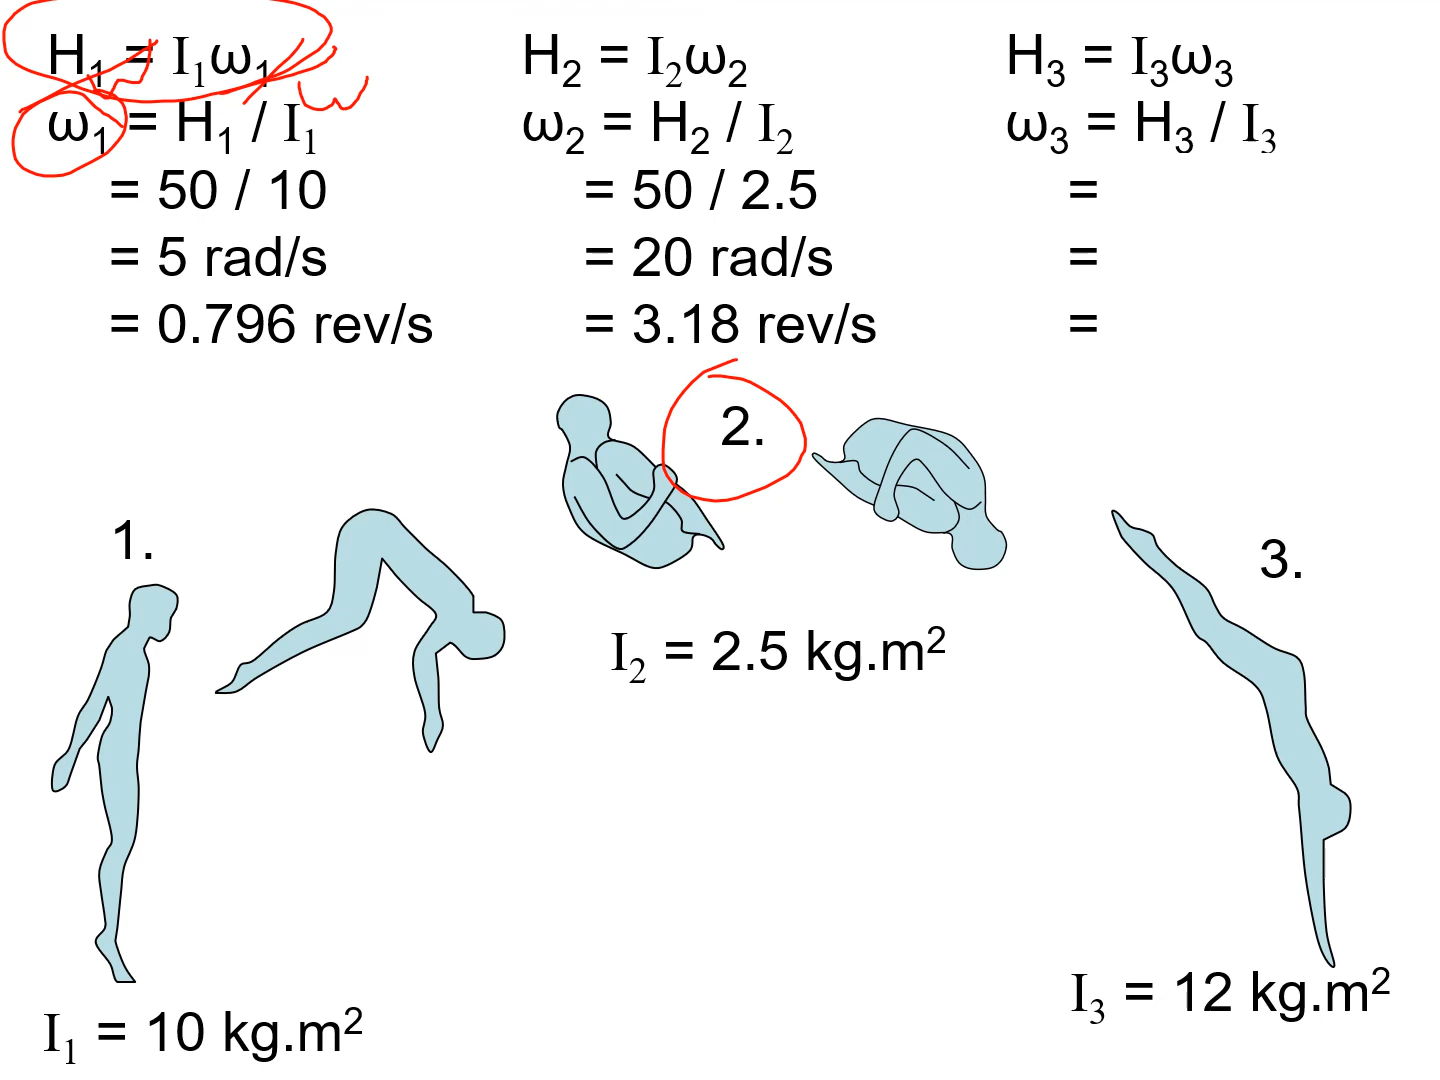 H₁ = I₁ω₁
ω₁ = H₁ / I₁
= 50 / 10
= 5 rad/s
= 0.796 rev/s
H₂ = I₂ω₂
ω₂ = H₂ / I₂
= 50 / 2.5
= 20 rad/s
= 3.18 rev/s
H₃ = I₃ω₃
ω₃ = H₃ / I₃
=
=
=
1.
2.
3.
I₁ = 10 kg.m²
I₂ = 2.5 kg.m²
I₃ = 12 kg.m²